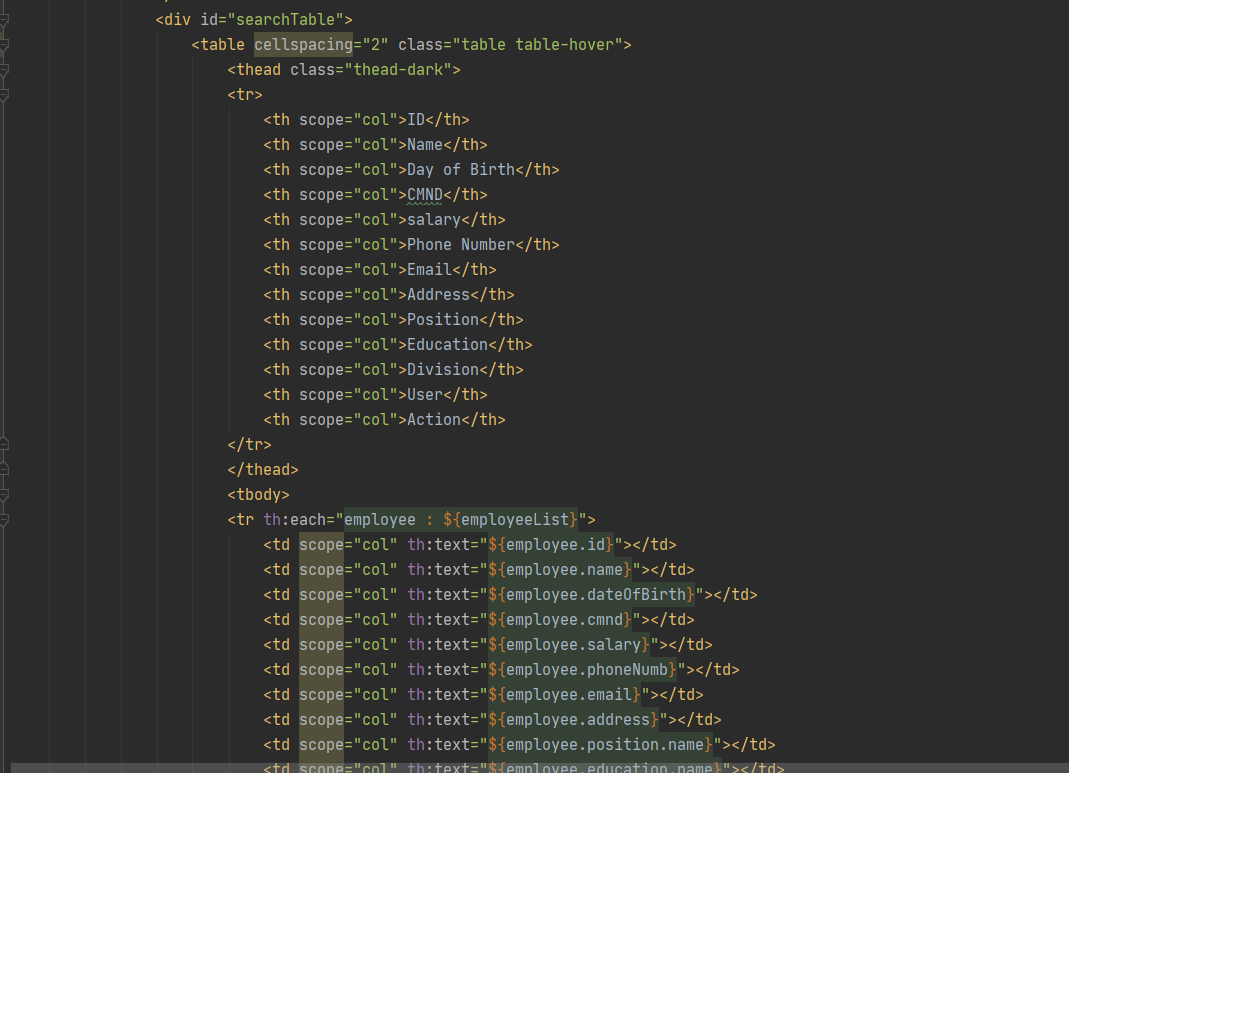 <div id="searchTable">
<table cellspacing="2" class="table table-hover">
<thead class="thead-dark">
<tr>
<th scope="col">ID</th>
<th scope="col">Name</th>
<th scope="col">Day of Birth</th>
<th scope="col">CMND</th>
<th scope="col">salary</th>
<th scope="col">Phone Number</th>
<th scope="col">Email</th>
<th scope="col">Address</th>
<th scope="col">Position</th>
<th scope="col">Education</th>
<th scope="col">Division</th>
<th scope="col">User</th>
<th scope="col">Action</th>
</tr>
</thead>
<tbody>
<tr th:each="employee : ${employeeList}">
<td scope="col" th:text="${employee.id}"></td>
<td scope="col" th:text="${employee.name}"></td>
<td scope="col" th:text="${employee.dateOfBirth}"></td>
<td scope="col" th:text="${employee.cmnd}"></td>
<td scope="col" th:text="${employee.salary}"></td>
<td scope="col" th:text="${employee.phoneNumb}"></td>
<td scope="col" th:text="${employee.email}"></td>
<td scope="col" th:text="${employee.address}"></td>
<td scope="col" th:text="${employee.position.name}"></td>
<td scope="col" th:text="${employee.education.name}"></td>